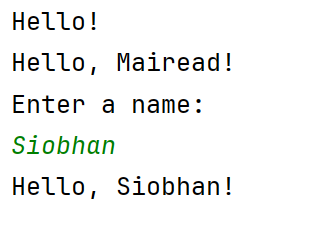 Hello!
Hello, Mairead!
Enter a name:
Siobhan
Hello, Siobhan!